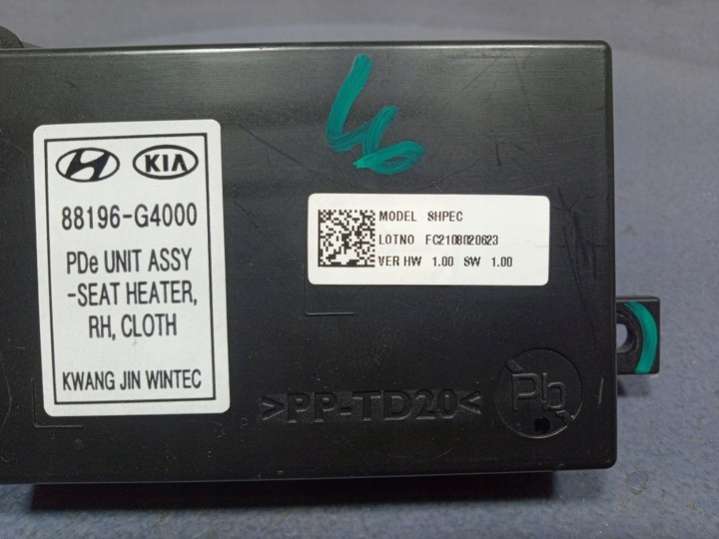 KIA
88196-G4000
PDe UNIT ASSY
-SEAT HEATER,
RH, CLOTH
KWANG JIN WINTEC
MODEL SHPEC
LOTNO FC2108020623
VER HW 1.00 SW 1.00
>PP-TD20<
Pb